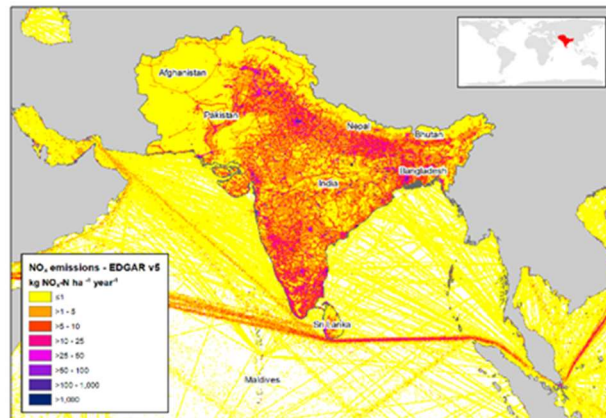 Afghanistan
Pakistan
Nepal
Bhutan
Bangladesh
India
Sri Lanka
Maldives
NOₓ emissions - EDGAR v5
kg NOₓ-N ha⁻¹ year⁻¹
≤1
>1 - 5
>5 - 10
>10 - 25
>25 - 50
>50 - 100
>100 - 1,000
>1,000